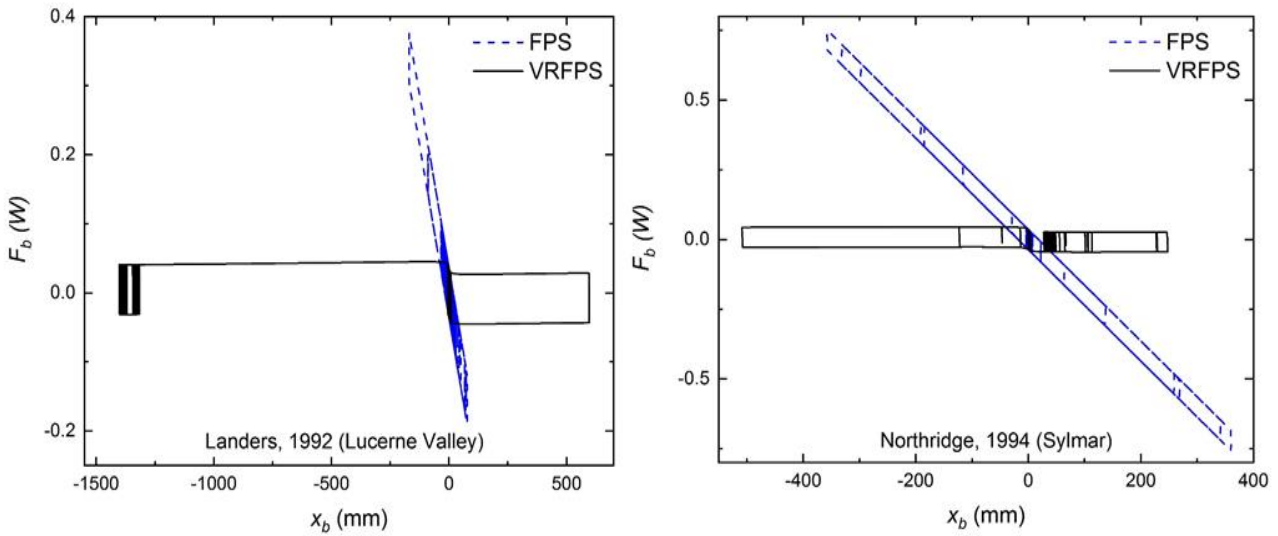 0.4
0.2
0.0
-0.2
F_b (W)
FPS
VRFPS
Landers, 1992 (Lucerne Valley)
-1500 -1000 -500 0 500
x_b (mm)
0.5
0.0
-0.5
F_b (W)
FPS
VRFPS
Northridge, 1994 (Sylmar)
-400 -200 0 200 400
x_b (mm)